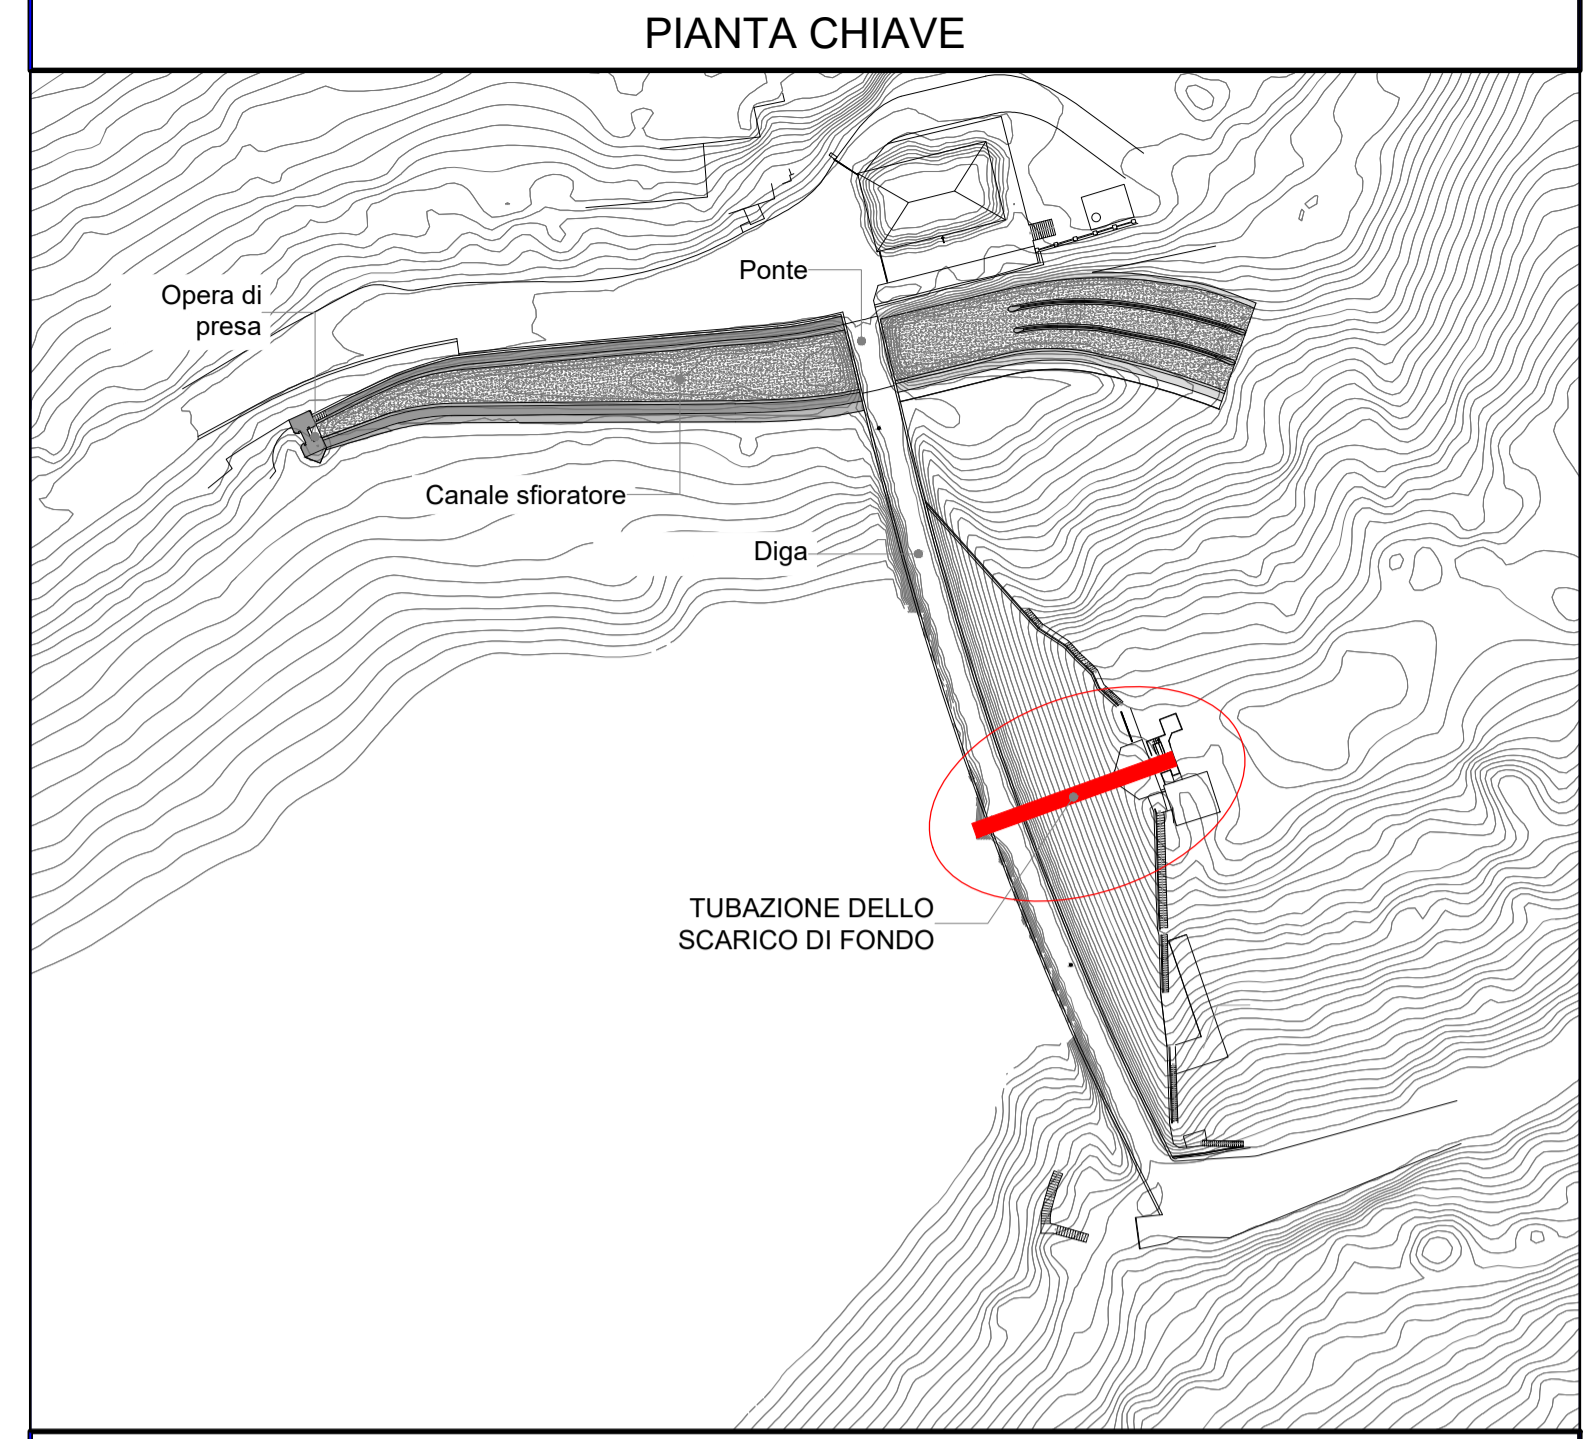 PIANTA CHIAVE
Ponte
Opera di
presa
Canale sfioratore
Diga
TUBAZIONE DELLO
SCARICO DI FONDO